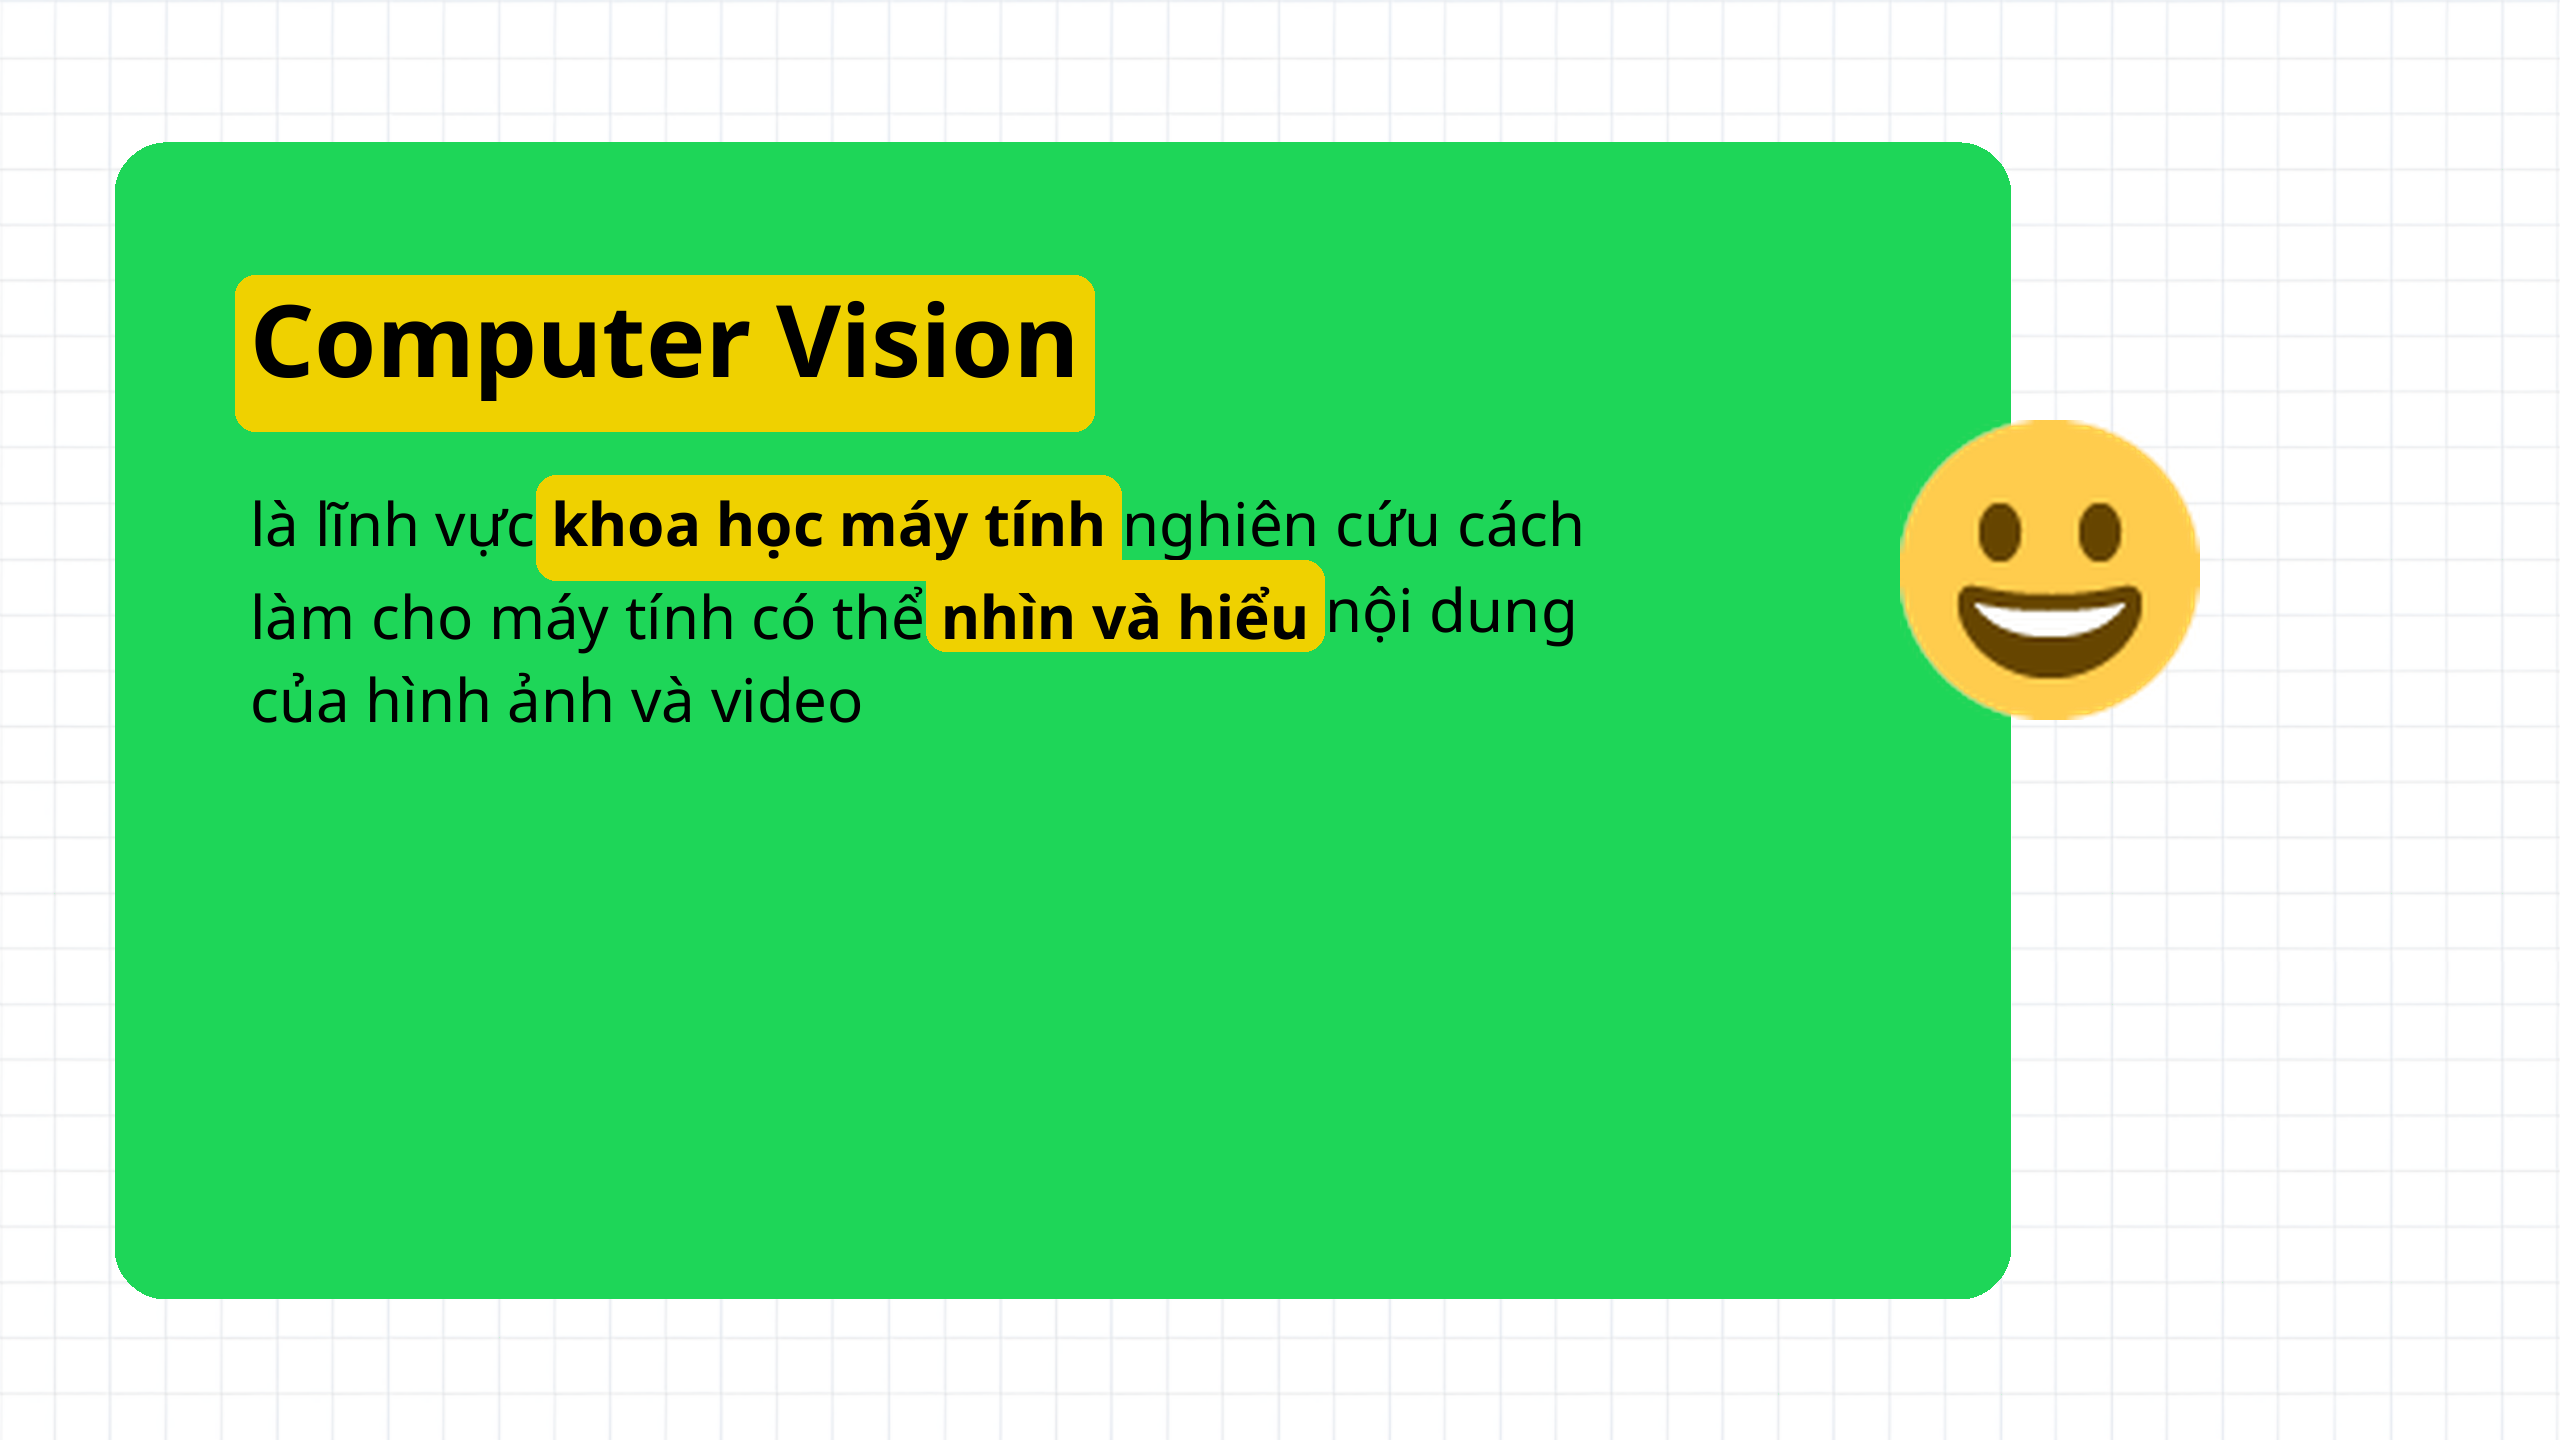 Computer Vision
là lĩnh vực khoa học máy tính nghiên cứu cách
làm cho máy tính có thể nhìn và hiểu nội dung
của hình ảnh và video